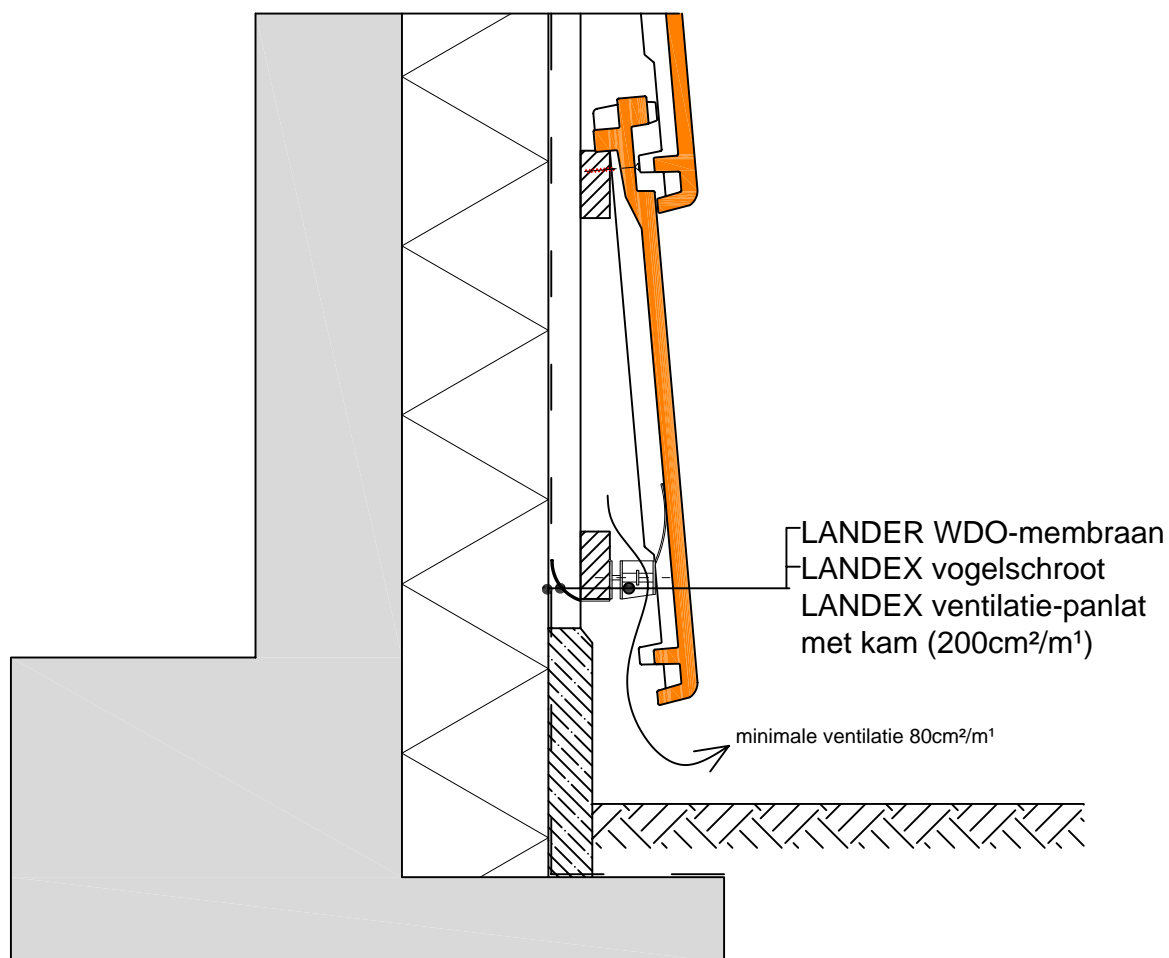 LANDER WDO-membraan
LANDEX vogelschroot
LANDEX ventilatie-panlat
met kam (200cm²/m¹)
minimale ventilatie 80cm²/m¹